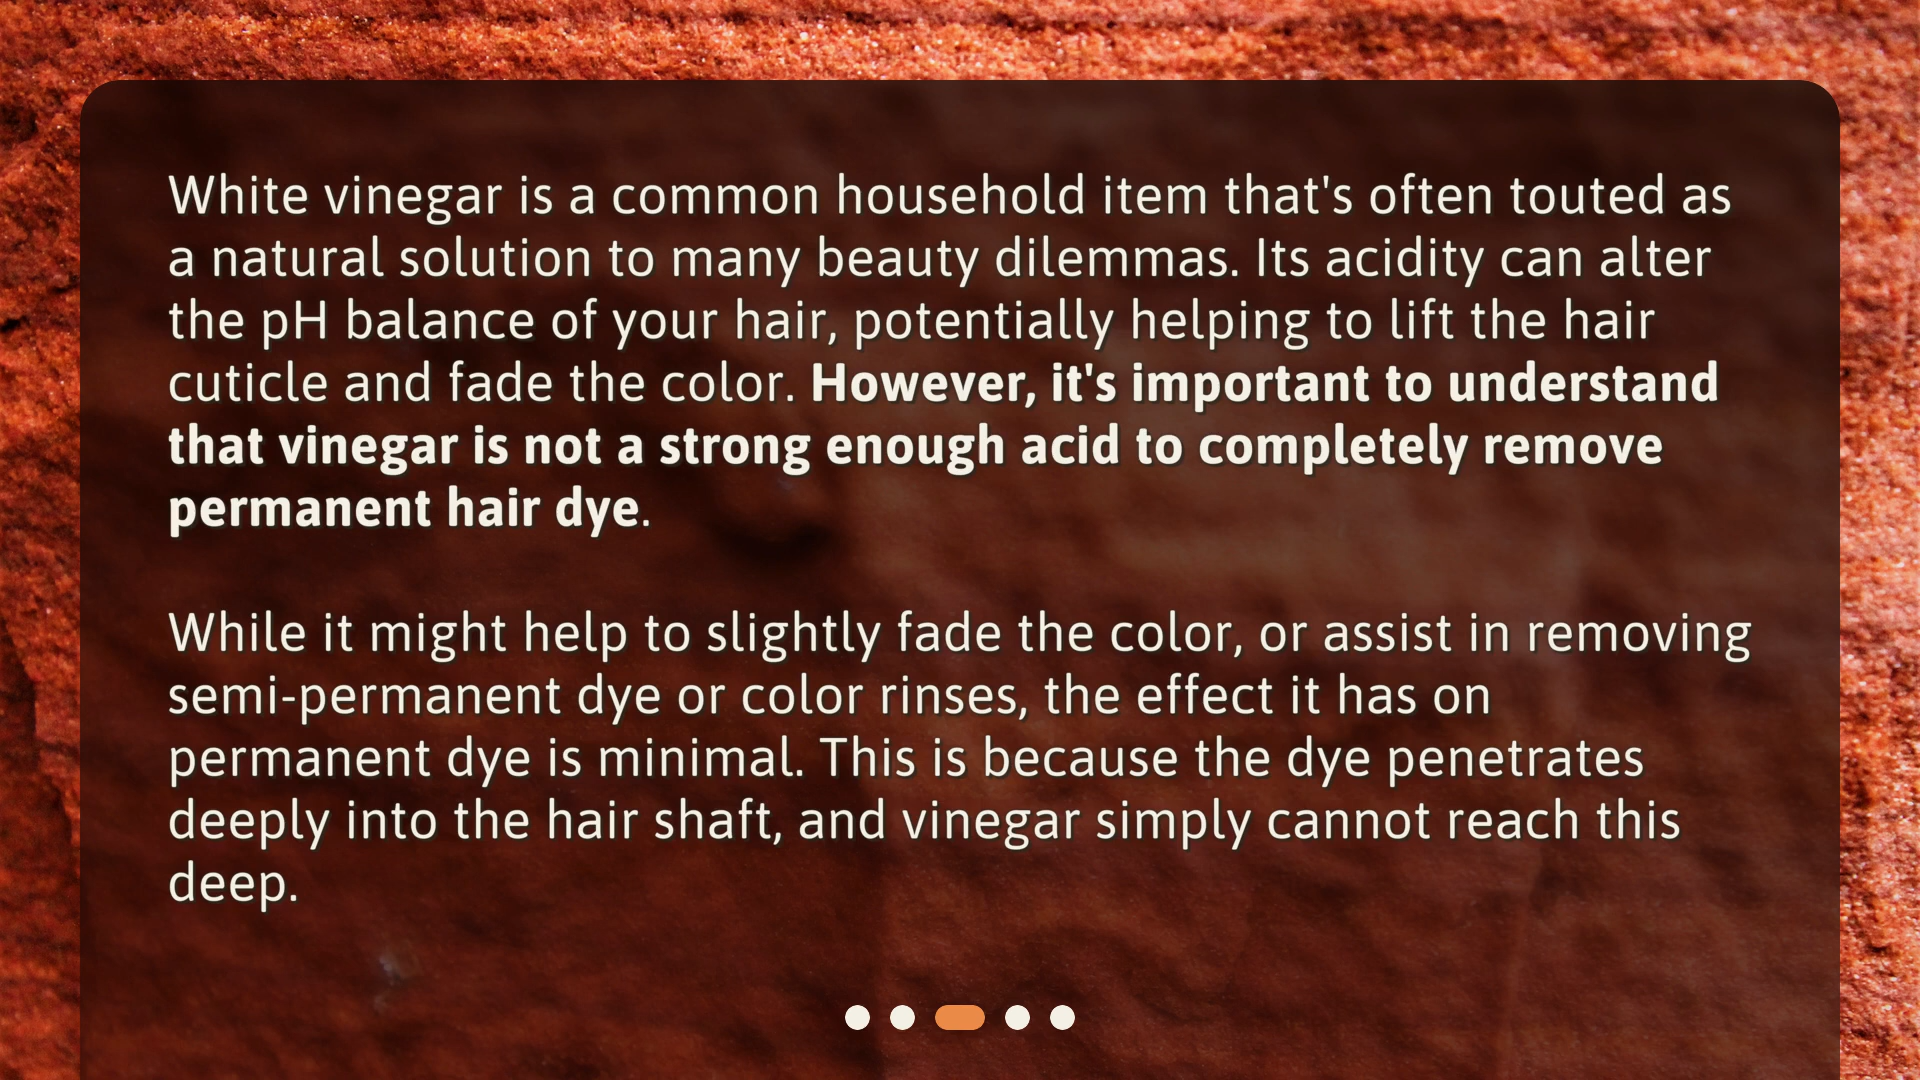 White vinegar is a common household item that's often touted as
a natural solution to many beauty dilemmas. Its acidity can alter
the pH balance of your hair, potentially helping to lift the hair
cuticle and fade the color. However, it's important to understand
that vinegar is not a strong enough acid to completely remove
permanent hair dye.
While it might help to slightly fade the color, or assist in removing
semi-permanent dye or color rinses, the effect it has on
permanent dye is minimal. This is because the dye penetrates
deeply into the hair shaft, and vinegar simply cannot reach this
deep.